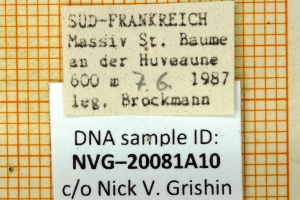 SÜD-FRANKREICH
Massiv St. Baume
an der Huveaune
600 m 7.6. 1987
leg. Brockmann
DNA sample ID:
NVG–20081A10
c/o Nick V. Grishin